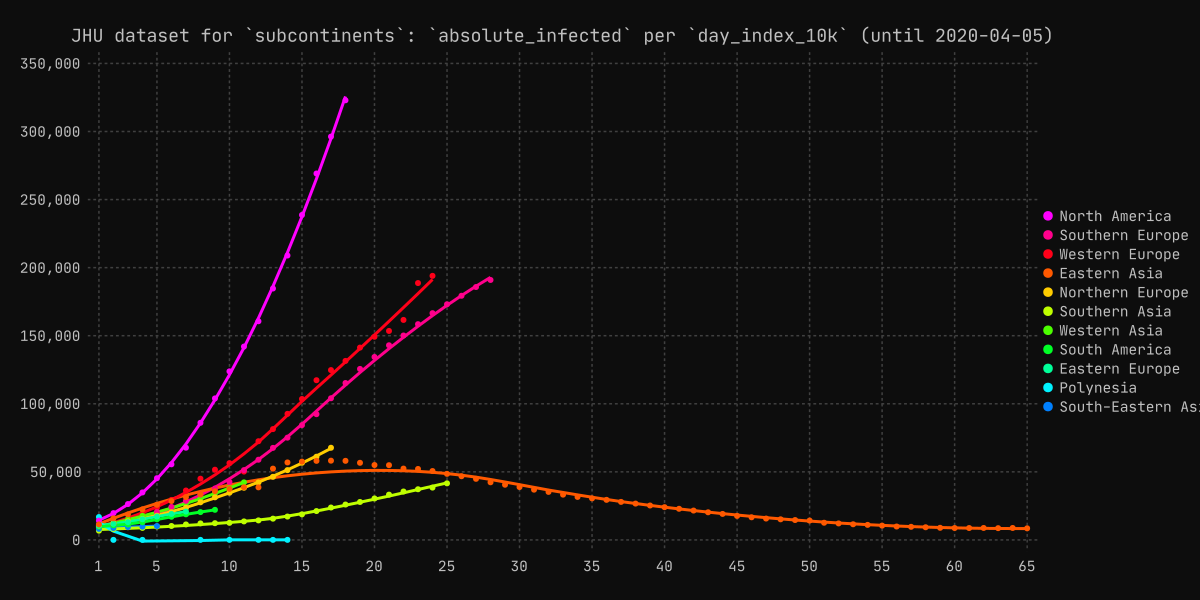 JHU dataset for `subcontinents`: `absolute_infected` per `day_index_10k` (until 2020-04-05)
350,000
300,000
250,000
200,000
150,000
100,000
50,000
0
1 5 10 15 20 25 30 35 40 45 50 55 60 65
North America
Southern Europe
Western Europe
Eastern Asia
Northern Europe
Southern Asia
Western Asia
South America
Eastern Europe
Polynesia
South-Eastern As